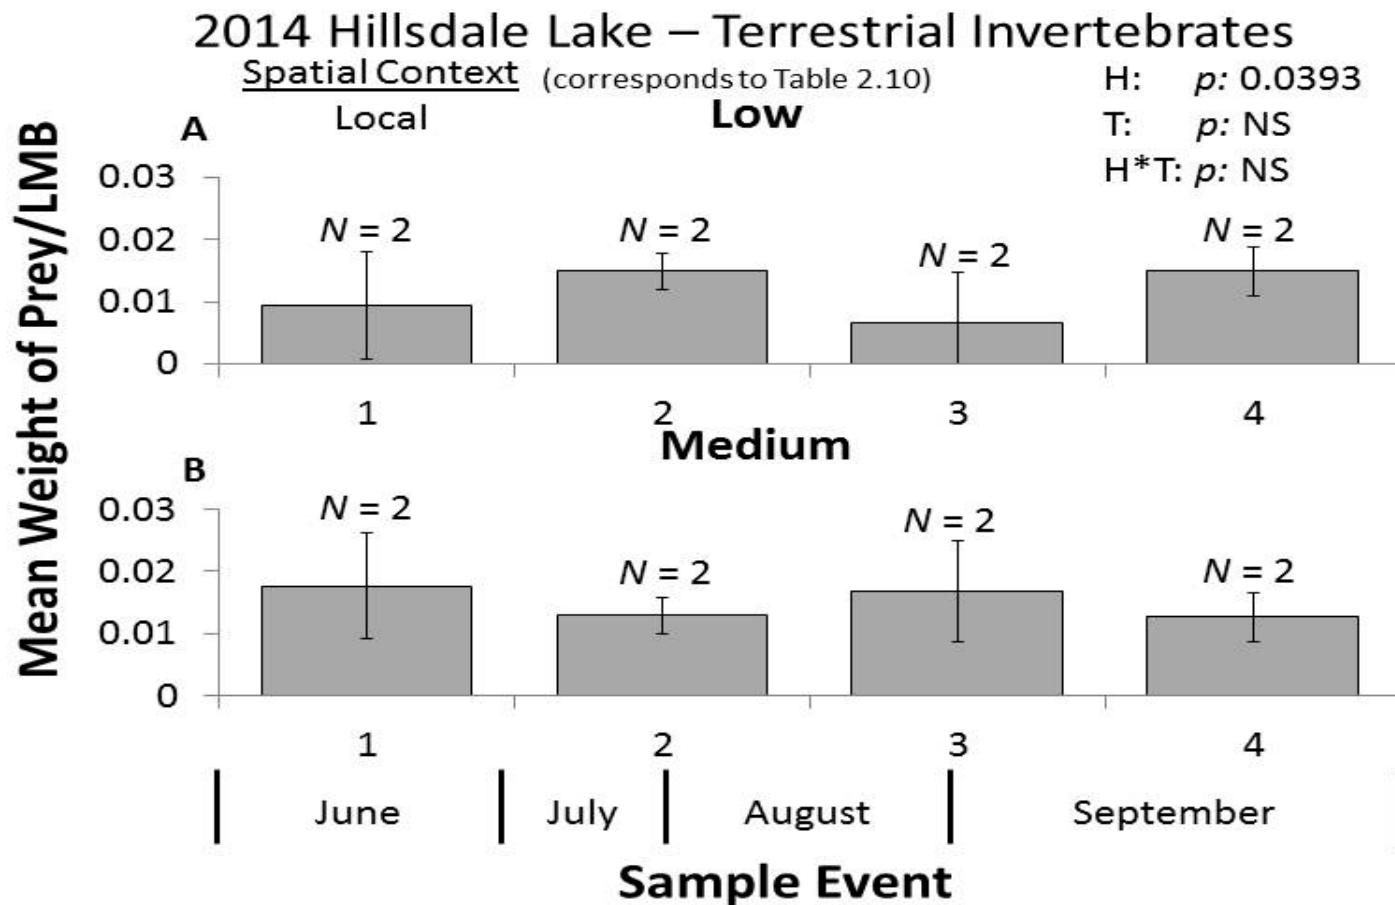 2014 Hillsdale Lake – Terrestrial Invertebrates
Spatial Context (corresponds to Table 2.10)
Local
H: p: 0.0393
T: p: NS
H*T: p: NS
Mean Weight of Prey/LMB
A
Low
0.03
0.02
0.01
0
N = 2
N = 2
N = 2
N = 2
1 2 3 4
B
Medium
0.03
0.02
0.01
0
N = 2
N = 2
N = 2
N = 2
1 2 3 4
June July August September
Sample Event